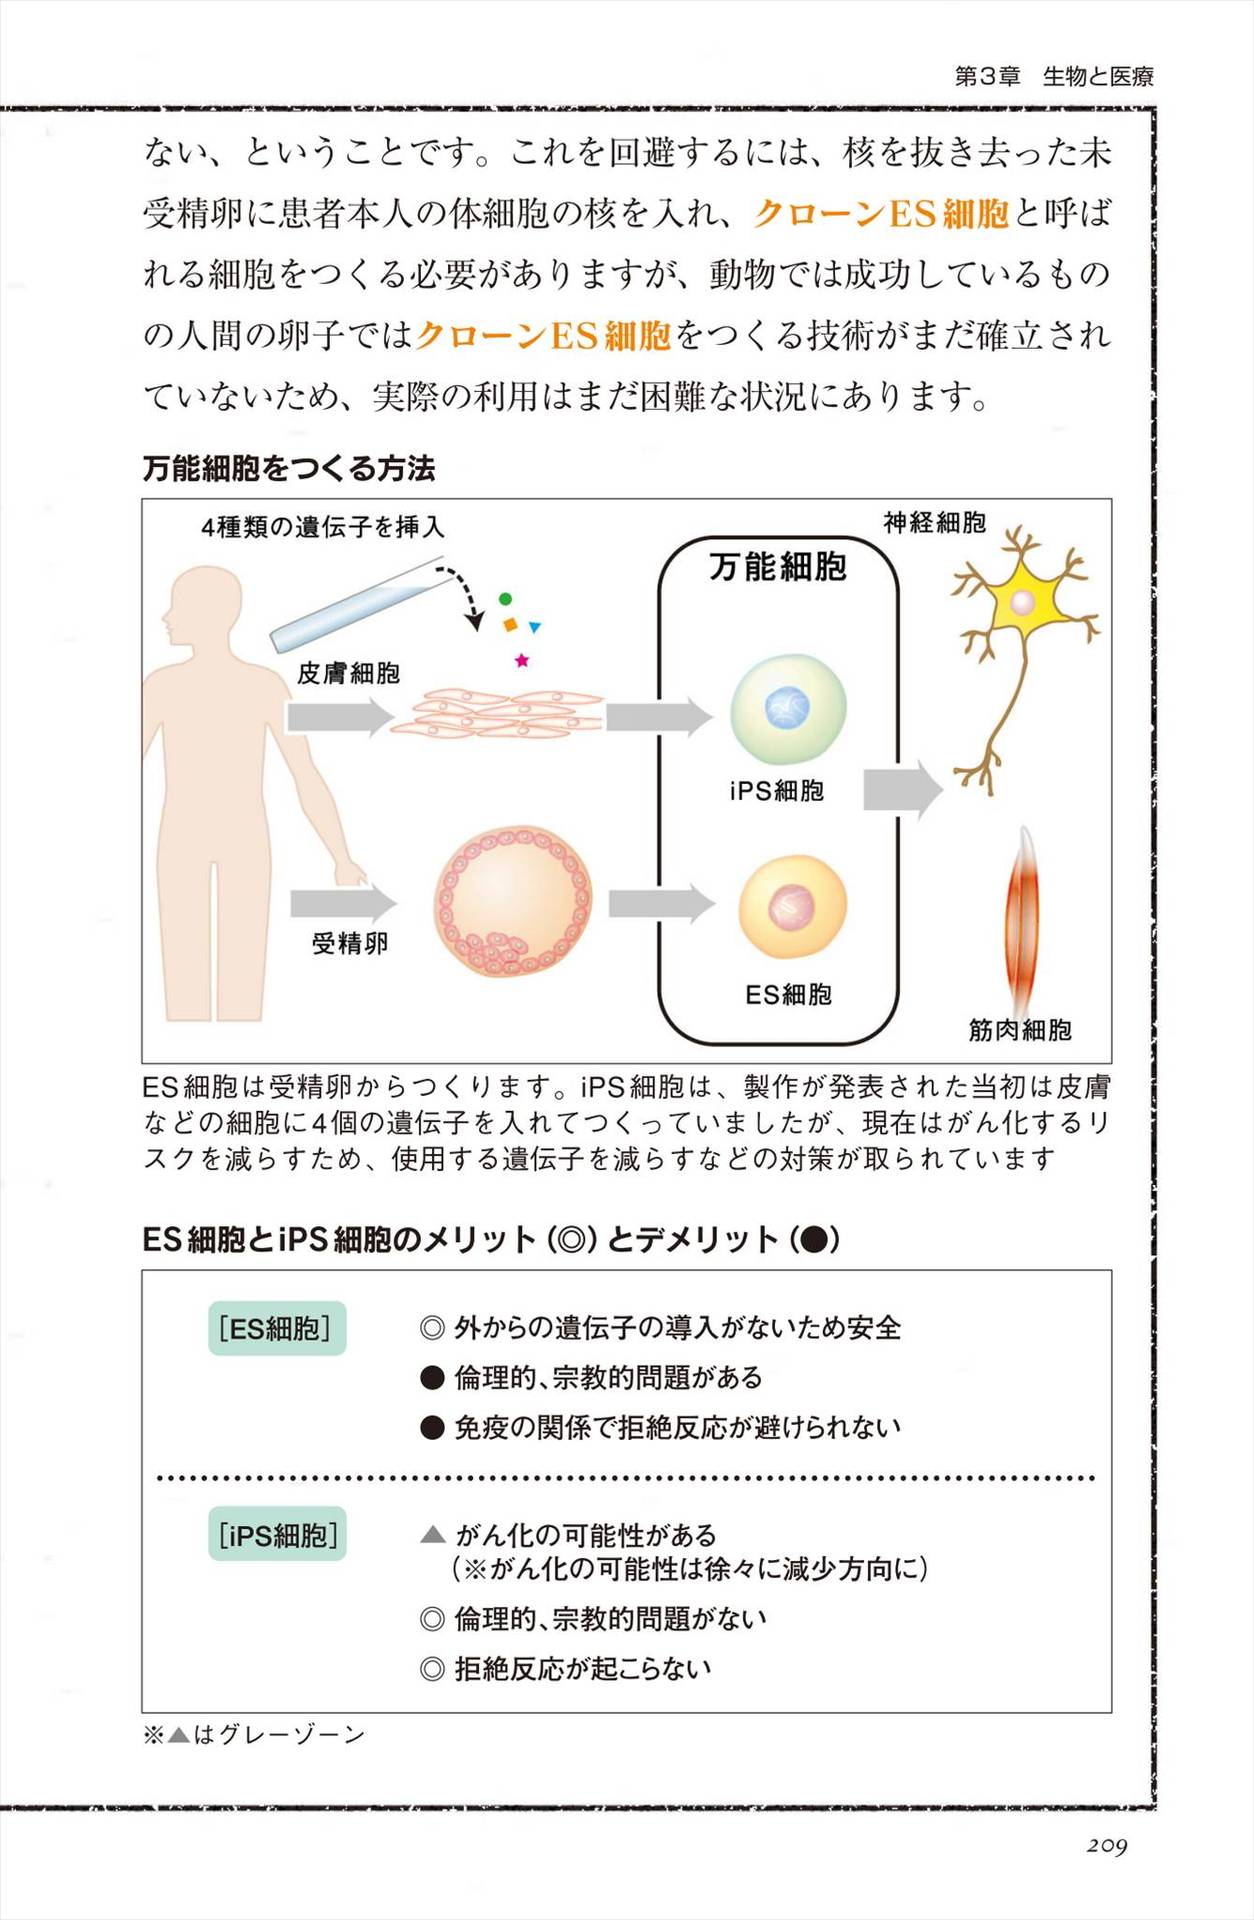 第3章 生物と医療
ない、ということです。これを回避するには、核を抜き去った未
受精卵に患者本人の体細胞の核を入れ、クローンES細胞と呼ば
れる細胞をつくる必要がありますが、動物では成功しているもの
の人間の卵子ではクローンES細胞をつくる技術がまだ確立され
ていないため、実際の利用はまだ困難な状況にあります。
万能細胞をつくる方法
4種類の遺伝子を挿入
神経細胞
万能細胞
皮膚細胞
iPS細胞
受精卵
ES細胞
筋肉細胞
ES細胞は受精卵からつくります。iPS細胞は、製作が発表された当初は皮膚
などの細胞に4個の遺伝子を入れてつくっていましたが、現在はがん化するリ
スクを減らすため、使用する遺伝子を減らすなどの対策が取られています
ES細胞とiPS細胞のメリット（◎）とデメリット（●）
［ES細胞］
◎ 外からの遺伝子の導入がないため安全
● 倫理的、宗教的問題がある
● 免疫の関係で拒絶反応が避けられない
［iPS細胞］
▲ がん化の可能性がある
（※がん化の可能性は徐々に減少方向に）
◎ 倫理的、宗教的問題がない
◎ 拒絶反応が起こらない
※▲はグレーゾーン
209